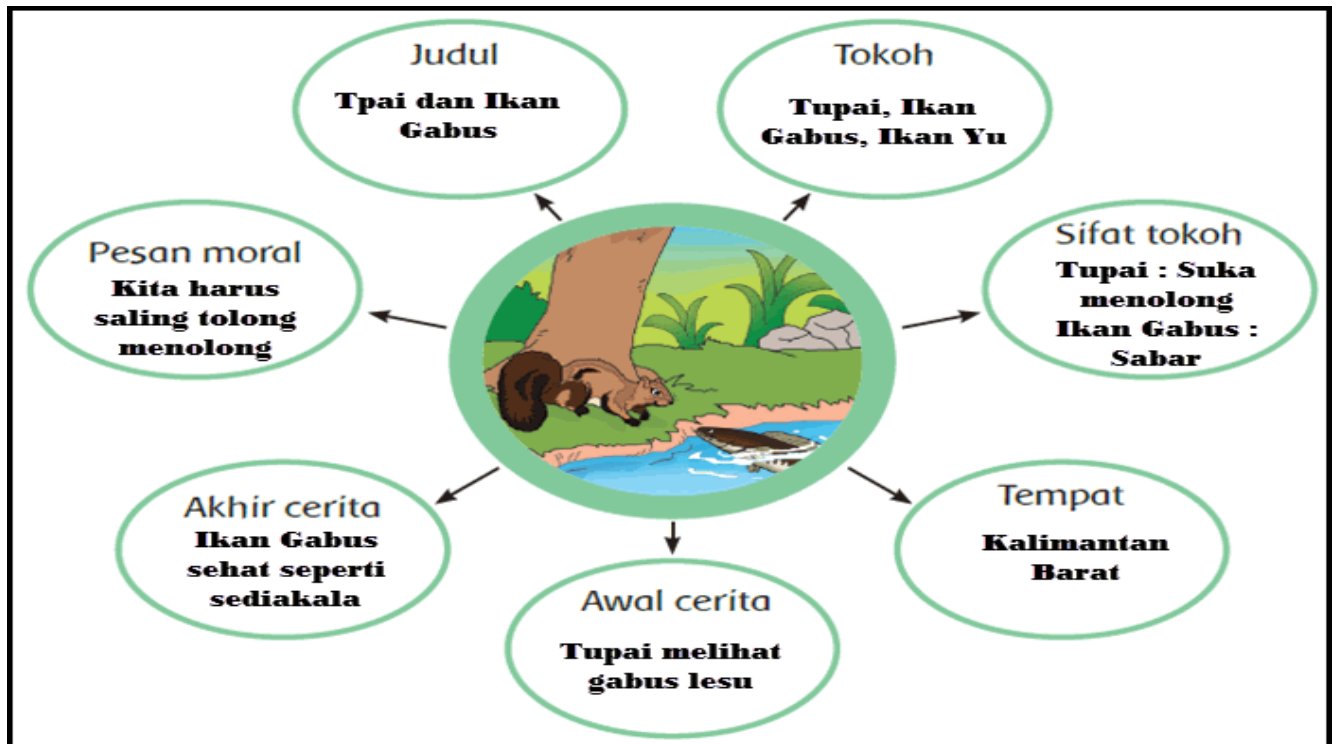 Judul
Tpai dan Ikan
Gabus
Tokoh
Tupai, Ikan
Gabus, Ikan Yu
Sifat tokoh
Tupai : Suka
menolong
Ikan Gabus :
Sabar
Tempat
Kalimantan
Barat
Awal cerita
Tupai melihat
gabus lesu
Akhir cerita
Ikan Gabus
sehat seperti
sediakala
Pesan moral
Kita harus
saling tolong
menolong